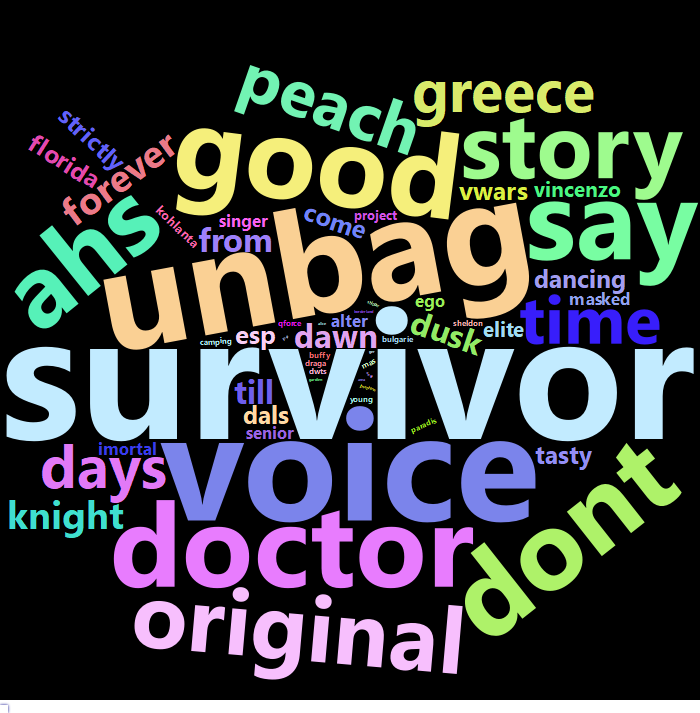 peach
greece
strictly
florida
forever
good
story
vwars
vincenzo
ahs
kohlanta
singer
from
come
project
say
unbag
dancing
masked
ego
time
qforce
alter
dusk
sheldon
elite
camping
esp
dawn
bulgarie
survivor
buffy
draga
dwts
mas
till
young
dals
senior
paradis
voice
imortal
days
tasty
knight
doctor
dont
original